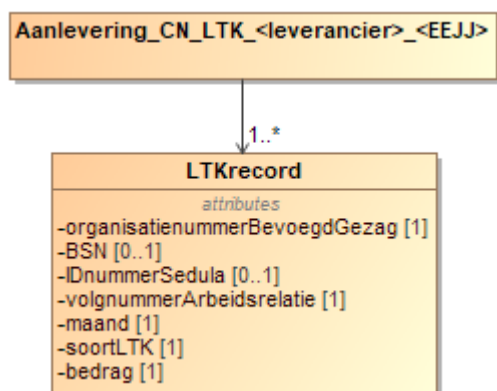 Aanlevering_CN_LTK_<leverancier>_<EEJJ>
1..*
LTKrecord
attributes
-organisatienummerBevoegdGezag [1]
-BSN [0..1]
-IDnummerSedula [0..1]
-volgnummerArbeidsrelatie [1]
-maand [1]
-soortLTK [1]
-bedrag [1]